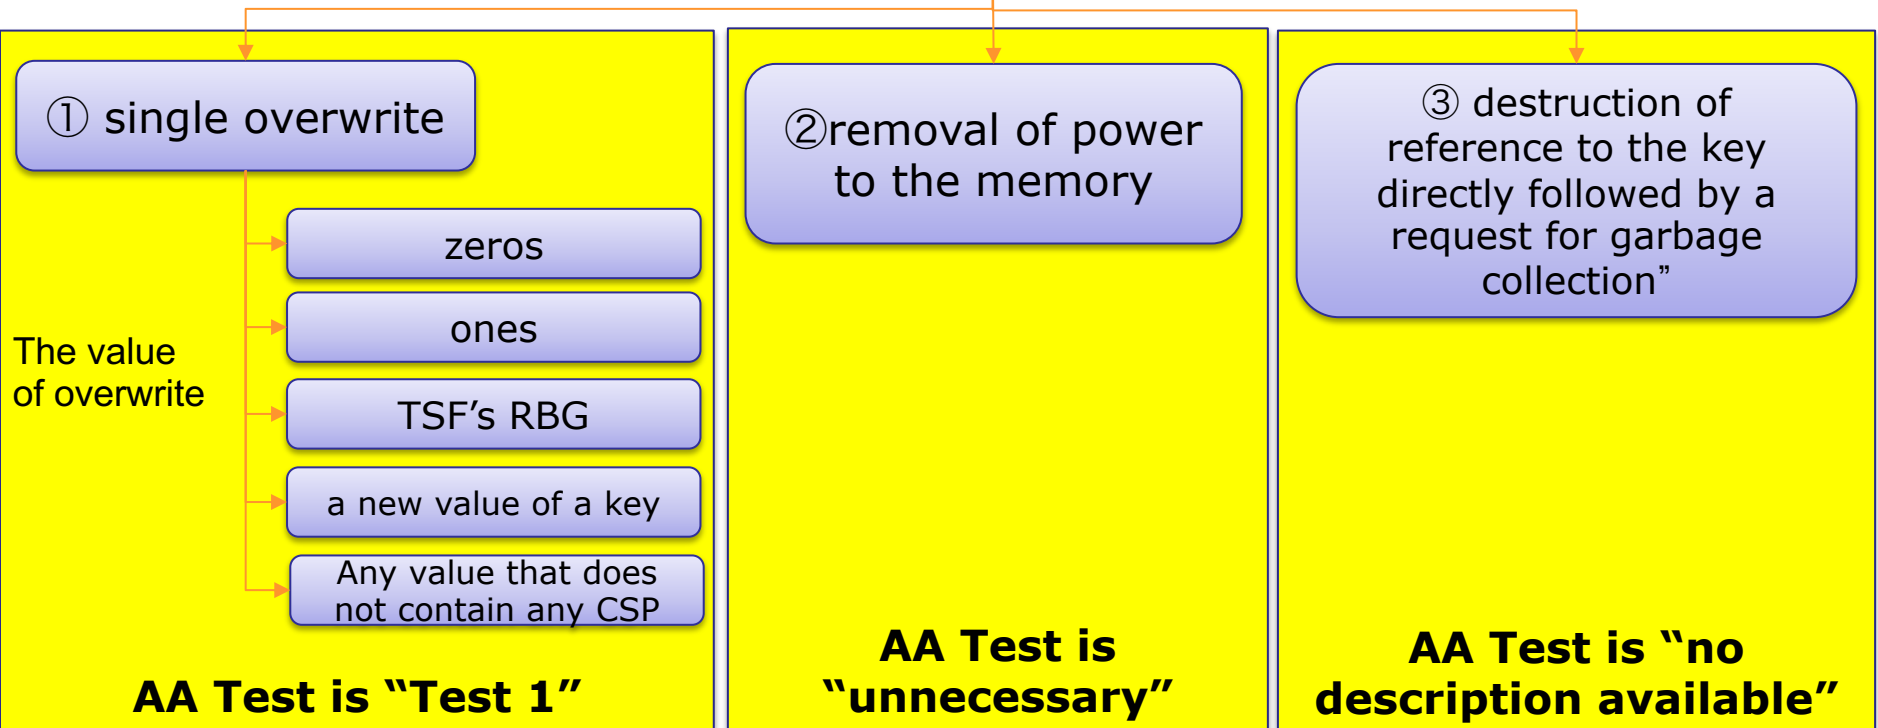 ① single overwrite
zeros
ones
The value
of overwrite
TSF’s RBG
a new value of a key
Any value that does
not contain any CSP
AA Test is “Test 1”
②removal of power
to the memory
AA Test is
“unnecessary”
③ destruction of
reference to the key
directly followed by a
request for garbage
collection”
AA Test is “no
description available”